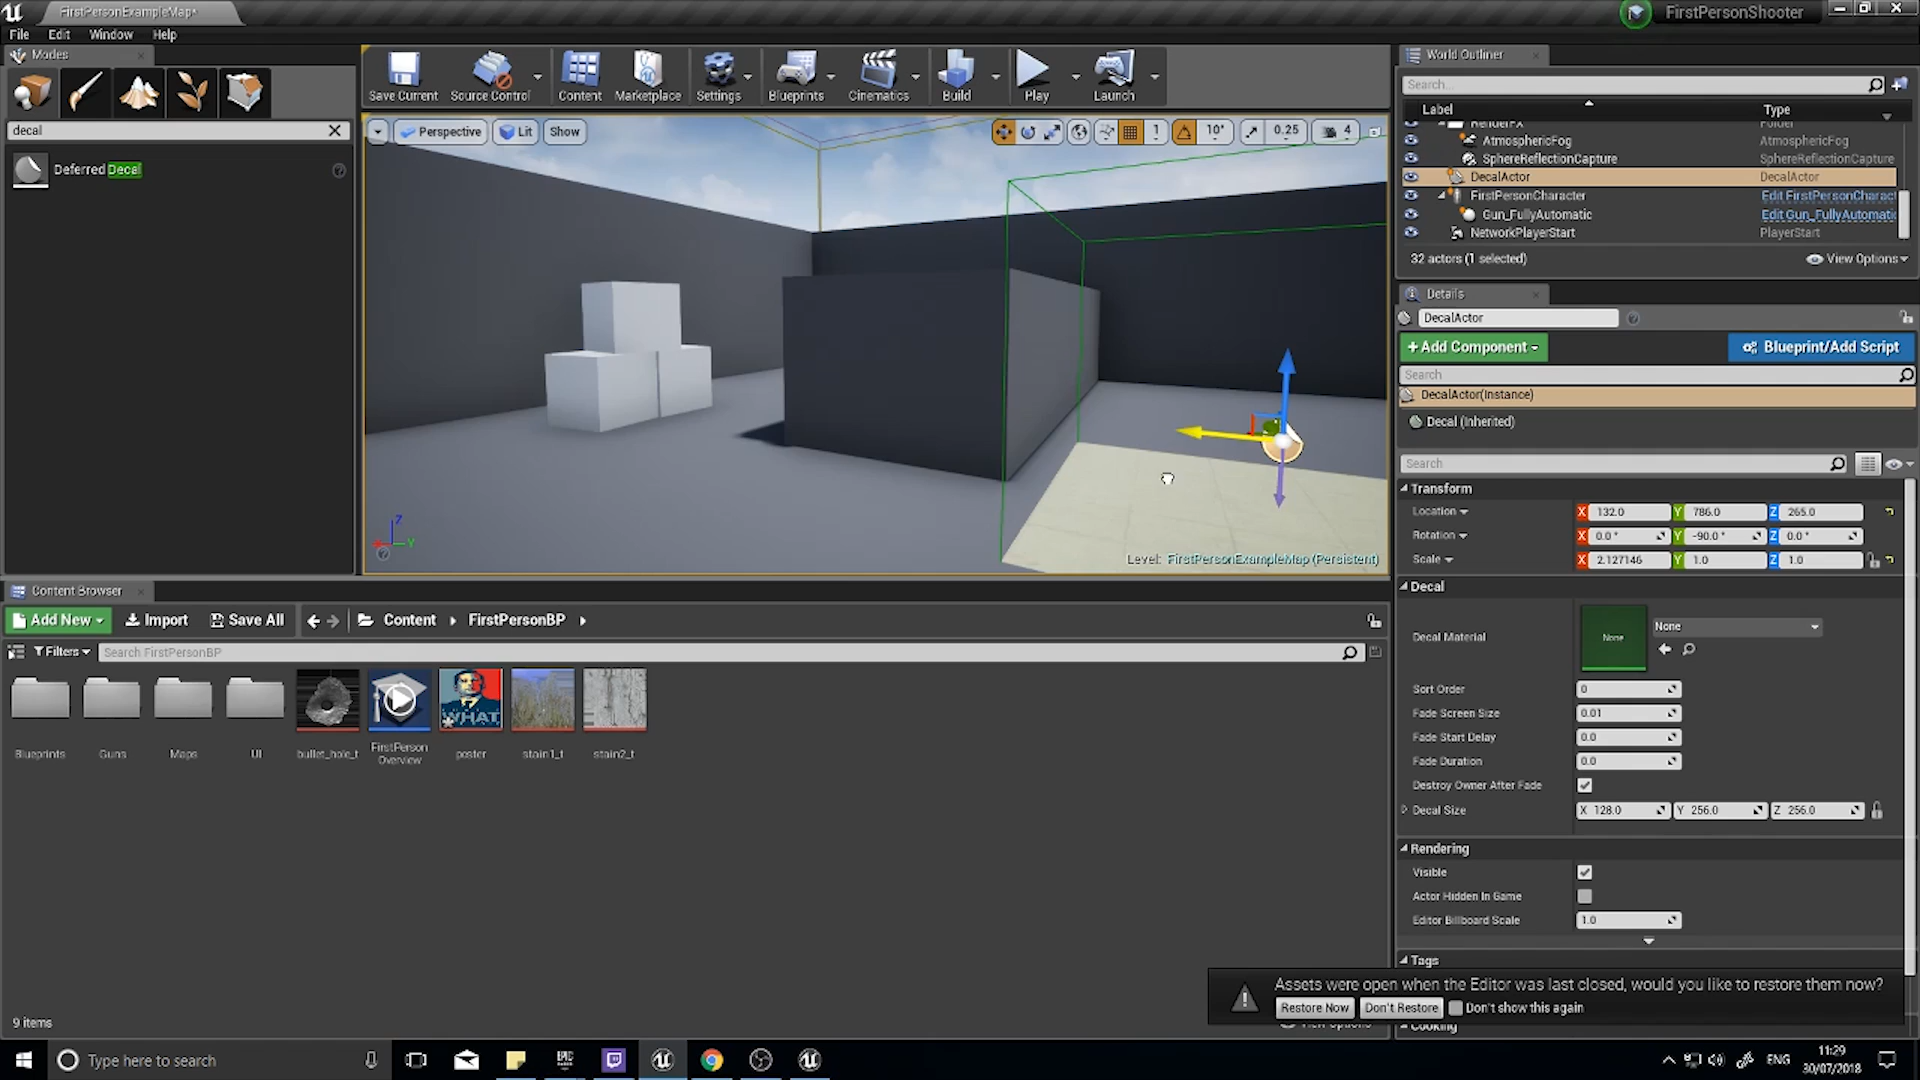 FirstPersonExampleMap*
FirstPersonShooter
File Edit Window Help
Modes
decal
Deferred Decal
Save Current
Source Control
Content
Marketplace
Settings
Blueprints
Cinematics
Build
Play
Launch
Perspective
Lit
Show
1
10°
0.25
4
Z
Y
Level: FirstPersonExampleMap (Persistent)
World Outliner
Search...
Label Type
RenderFX Folder
AtmosphericFog AtmosphericFog
SphereReflectionCapture SphereReflectionCapture
DecalActor DecalActor
FirstPersonCharacter Edit FirstPersonCharact
Gun_FullyAutomatic Edit Gun_FullyAutomatic
NetworkPlayerStart PlayerStart
32 actors (1 selected)
View Options
Details
DecalActor
+ Add Component
Blueprint/Add Script
Search
DecalActor(Instance)
Decal (Inherited)
Search
Transform
Location X 132.0 Y 786.0 Z 265.0
Rotation X 0.0° Y -90.0° Z 0.0°
Scale X 2.127146 Y 1.0 Z 1.0
Decal
Decal Material None None
Sort Order 0
Fade Screen Size 0.01
Fade Start Delay 0.0
Fade Duration 0.0
Destroy Owner After Fade
Decal Size X 128.0 Y 256.0 Z 256.0
Rendering
Visible
Actor Hidden In Game
Editor Billboard Scale 1.0
Tags
Cooking
Content Browser
Add New
Import
Save All
Content
FirstPersonBP
Filters
Search FirstPersonBP
WHAT
Blueprints
Guns
Maps
UI
bullet_hole_t
FirstPerson
Overview
poster
stain1_t
stain2_t
9 items
View Options
Assets were open when the Editor was last closed, would you like to restore them now?
Restore Now
Don't Restore
Don't show this again
Type here to search
EPIC
ENG
11:29
30/07/2018